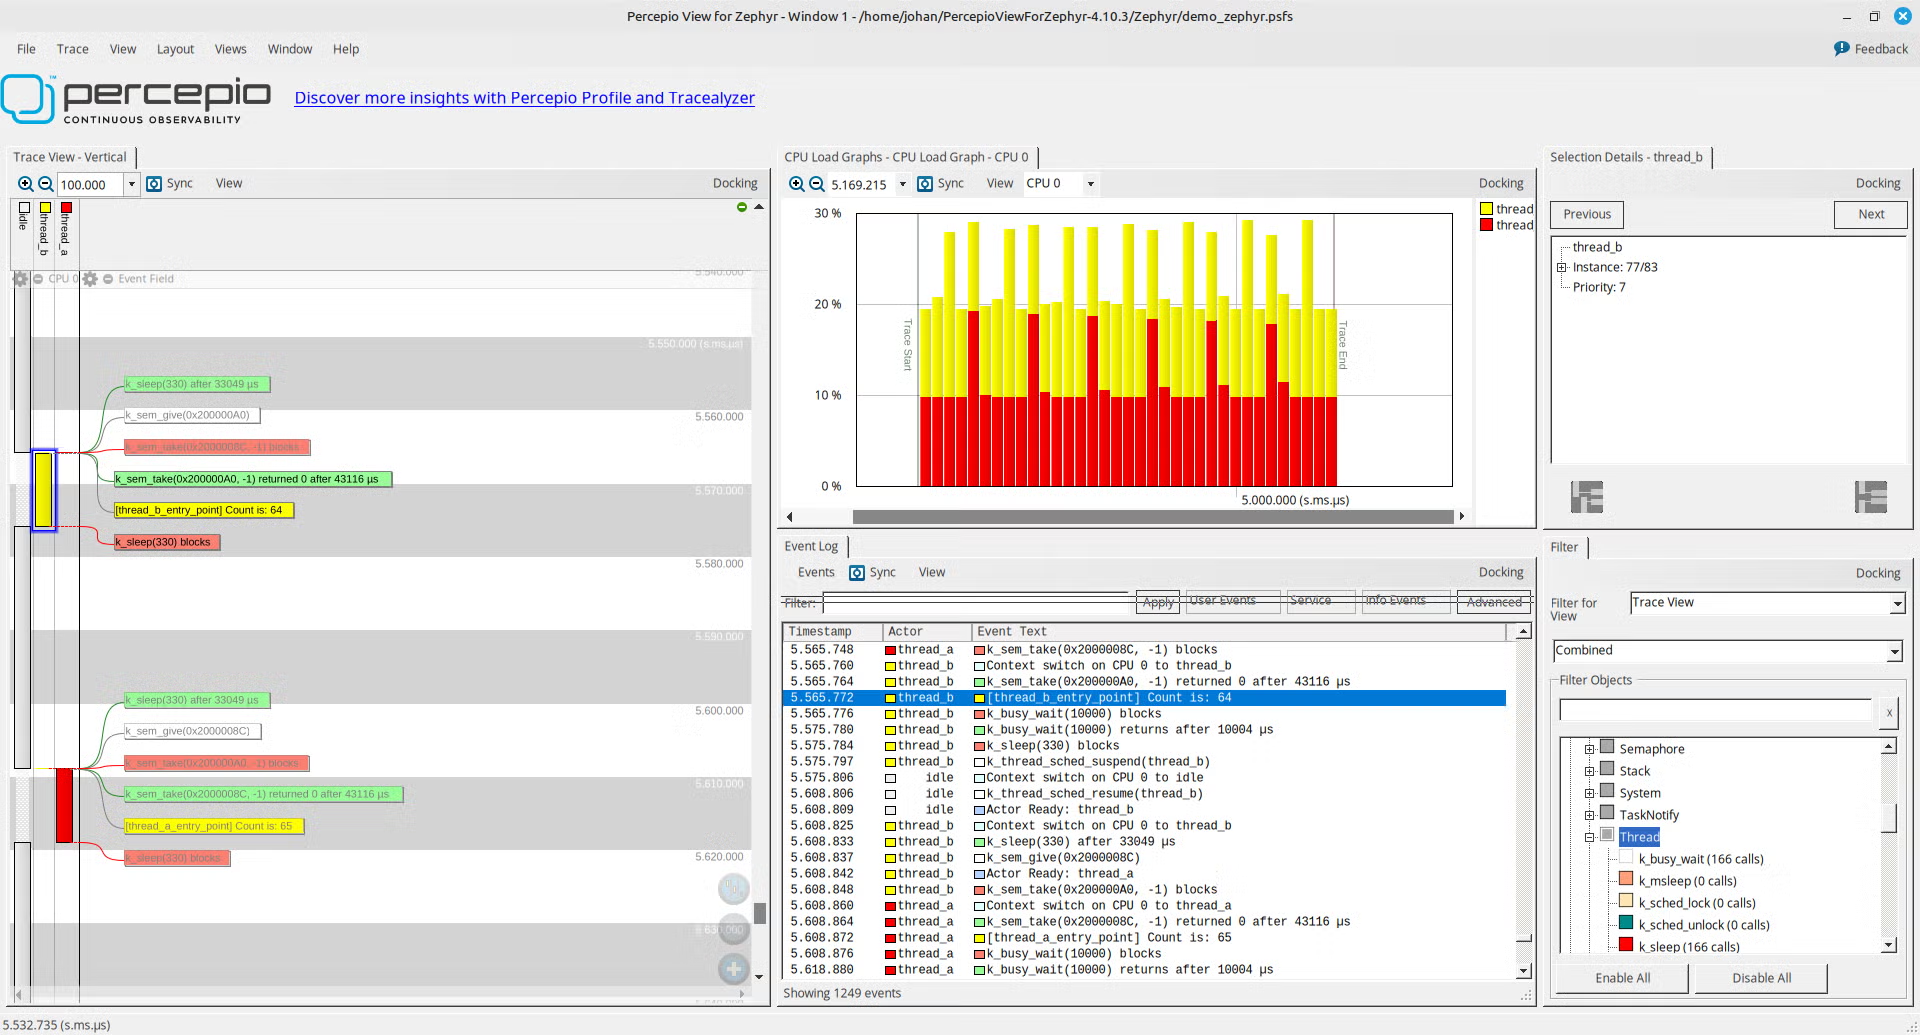 Percepio View for Zephyr - Window 1 - /home/johan/PercepioViewForZephyr-4.10.3/Zephyr/demo_zephyr.psfs
File Trace View Layout Views Window Help
Feedback
percepio™
CONTINUOUS OBSERVABILITY
Discover more insights with Percepio Profile and Tracealyzer
Trace View - Vertical
100.000 Sync View Docking
idle
thread_b
thread_a
CPU 0 Event Field
5.540.000
5.550.000 (s.ms.µs)
k_sleep(330) after 33049 µs
k_sem_give(0x200000A0)
5.560.000
k_sem_take(0x2000008C, -1) blocks
k_sem_take(0x200000A0, -1) returned 0 after 43116 µs
5.570.000
[thread_b_entry_point] Count is: 64
k_sleep(330) blocks
5.580.000
5.590.000
k_sleep(330) after 33049 µs
5.600.000
k_sem_give(0x2000008C)
k_sem_take(0x200000A0, -1) blocks
5.610.000
k_sem_take(0x2000008C, -1) returned 0 after 43116 µs
[thread_a_entry_point] Count is: 65
k_sleep(330) blocks
5.620.000
5.630.000
5.532.735 (s.ms.µs)
CPU Load Graphs - CPU Load Graph - CPU 0
5.169.215 Sync View CPU 0 Docking
30 %
20 %
10 %
0 %
Trace Start
Trace End
5.000.000 (s.ms.µs)
thread
thread
Event Log
Events Sync View Docking
Filter: Apply User Events Service Info Events Advanced
Timestamp Actor Event Text
5.565.748 thread_a k_sem_take(0x2000008C, -1) blocks
5.565.760 thread_b Context switch on CPU 0 to thread_b
5.565.764 thread_b k_sem_take(0x200000A0, -1) returned 0 after 43116 µs
5.565.772 thread_b [thread_b_entry_point] Count is: 64
5.565.776 thread_b k_busy_wait(10000) blocks
5.575.780 thread_b k_busy_wait(10000) returns after 10004 µs
5.575.784 thread_b k_sleep(330) blocks
5.575.797 thread_b k_thread_sched_suspend(thread_b)
5.575.806 idle Context switch on CPU 0 to idle
5.608.806 idle k_thread_sched_resume(thread_b)
5.608.809 idle Actor Ready: thread_b
5.608.825 thread_b Context switch on CPU 0 to thread_b
5.608.833 thread_b k_sleep(330) after 33049 µs
5.608.837 thread_b k_sem_give(0x2000008C)
5.608.842 thread_b Actor Ready: thread_a
5.608.848 thread_b k_sem_take(0x200000A0, -1) blocks
5.608.860 thread_a Context switch on CPU 0 to thread_a
5.608.864 thread_a k_sem_take(0x2000008C, -1) returned 0 after 43116 µs
5.608.872 thread_a [thread_a_entry_point] Count is: 65
5.608.876 thread_a k_busy_wait(10000) blocks
5.618.880 thread_a k_busy_wait(10000) returns after 10004 µs
Showing 1249 events
Selection Details - thread_b
Docking
Previous Next
thread_b
Instance: 77/83
Priority: 7
Filter
Docking
Filter for View
Trace View
Combined
Filter Objects
x
Semaphore
Stack
System
TaskNotify
Thread
k_busy_wait (166 calls)
k_msleep (0 calls)
k_sched_lock (0 calls)
k_sched_unlock (0 calls)
k_sleep (166 calls)
Enable All Disable All